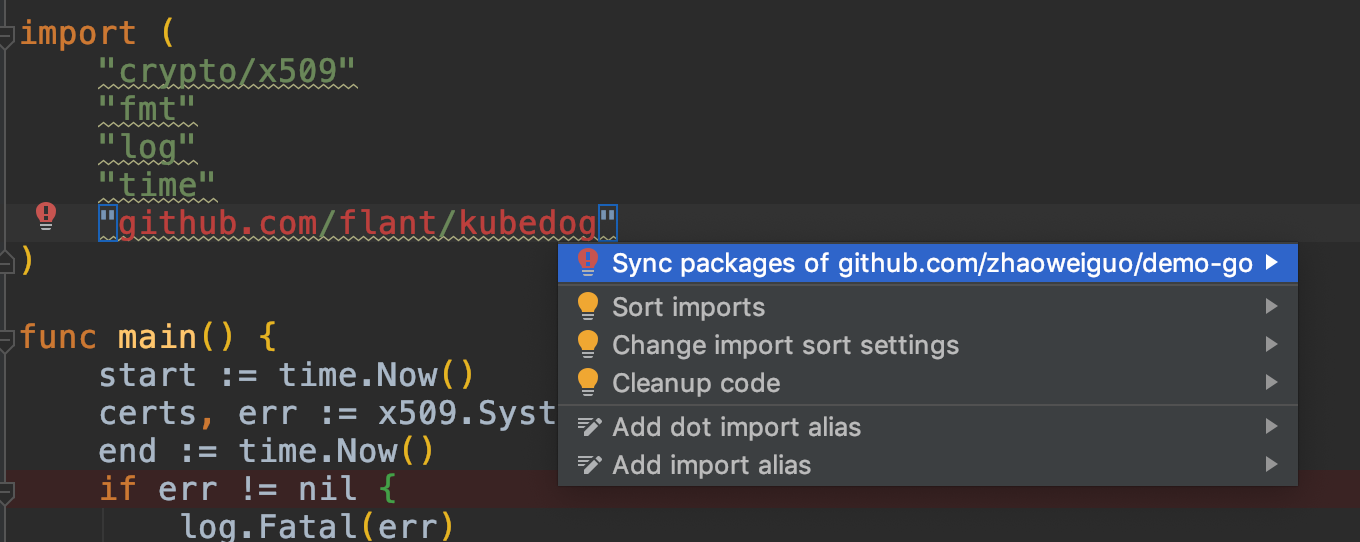 import (
"crypto/x509"
"fmt"
"log"
"time"
"github.com/flant/kubedog"
)
Sync packages of github.com/zhaoweiguo/demo-go
Sort imports
Change import sort settings
Cleanup code
Add dot import alias
Add import alias
func main() {
start := time.Now()
certs, err := x509.Syst
end := time.Now()
if err != nil {
log.Fatal(err)